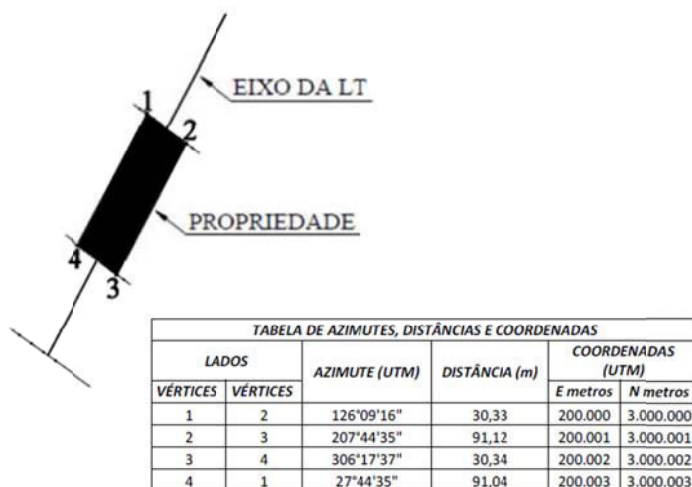 EIXO DA LT
1
2
PROPRIEDADE
4
3
TABELA DE AZIMUTES, DISTÂNCIAS E COORDENADAS
LADOS AZIMUTE (UTM) DISTÂNCIA (m) COORDENADAS (UTM)
VÉRTICES VÉRTICES E metros N metros
1 2 126°09'16" 30,33 200.000 3.000.000
2 3 207°44'35" 91,12 200.001 3.000.001
3 4 306°17'37" 30,34 200.002 3.000.002
4 1 27°44'35" 91,04 200.003 3.000.003